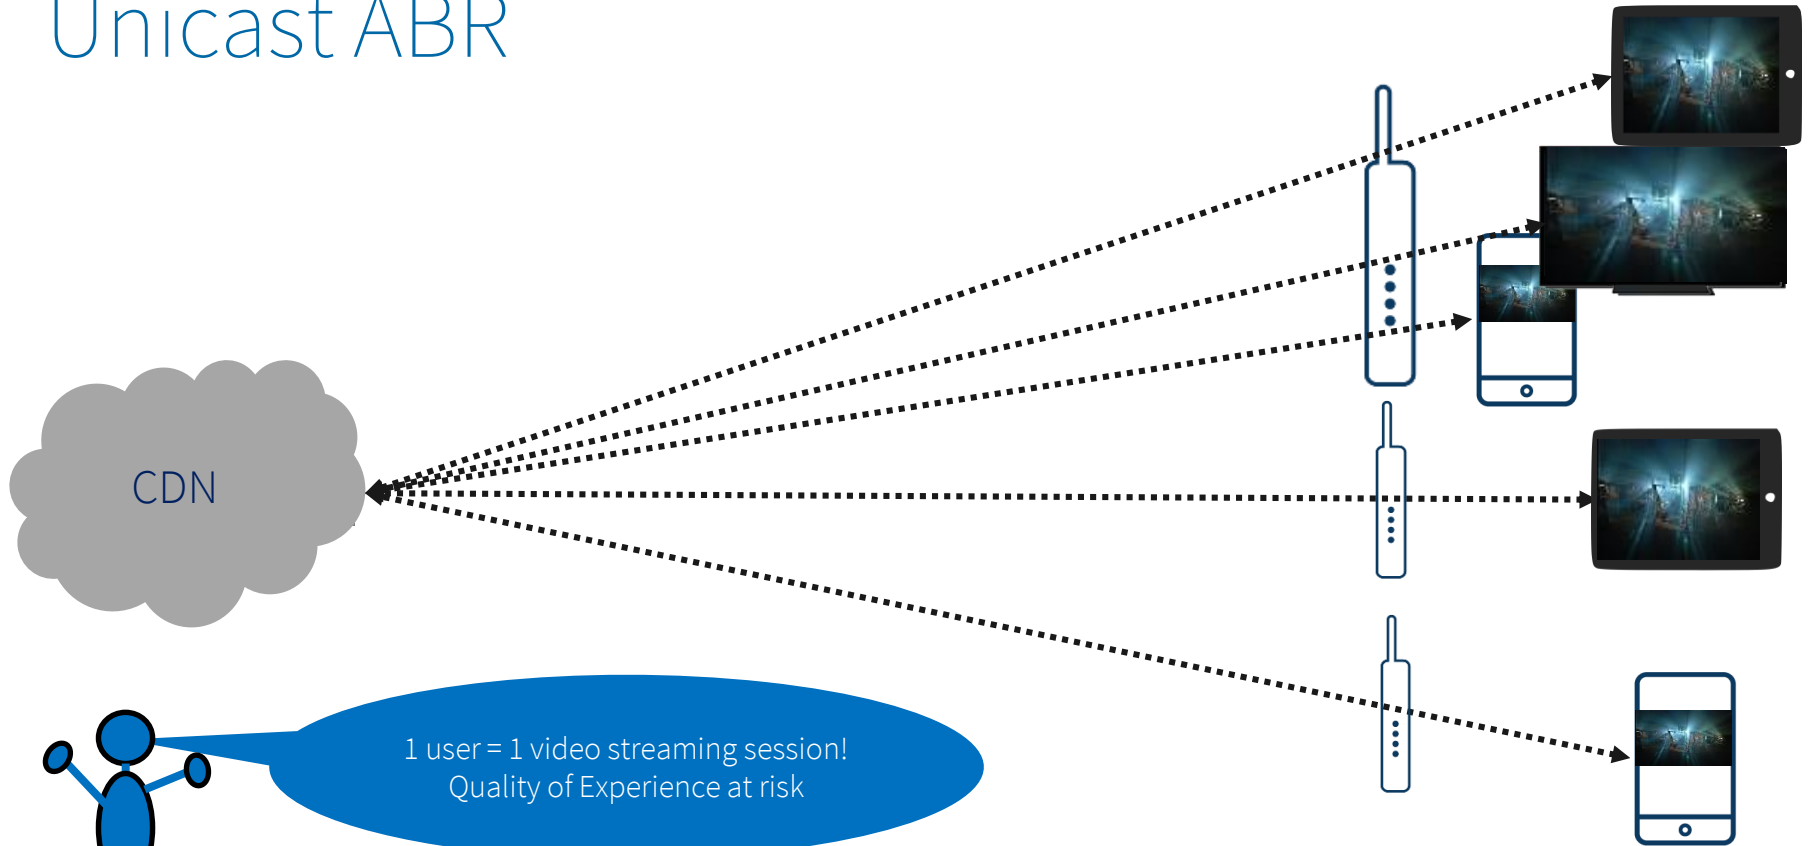 Unicast ABR
CDN
1 user = 1 video streaming session!
Quality of Experience at risk